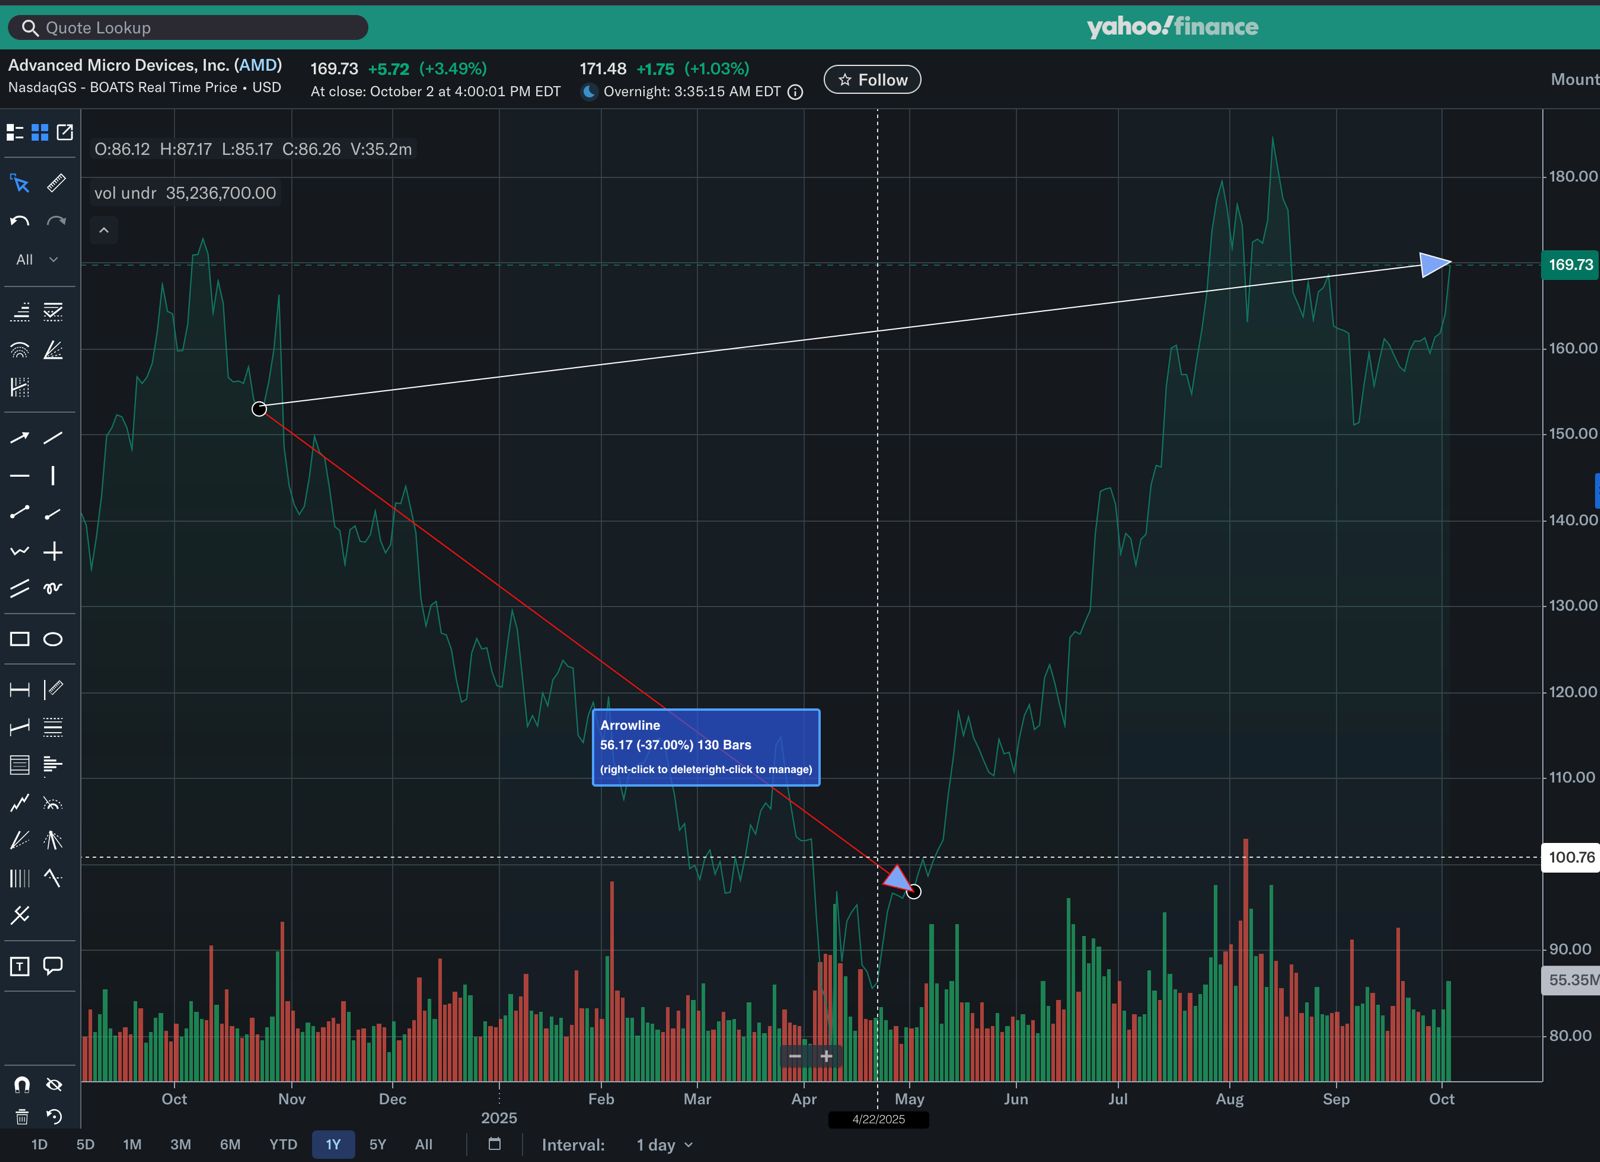 Quote Lookup
yahoo!finance
Advanced Micro Devices, Inc. (AMD)
NasdaqGS - BOATS Real Time Price • USD
169.73 +5.72 (+3.49%)
At close: October 2 at 4:00:01 PM EDT
171.48 +1.75 (+1.03%)
Overnight: 3:35:15 AM EDT
Follow
Mount
O:86.12 H:87.17 L:85.17 C:86.26 V:35.2m
vol undr 35,236,700.00
All
180.00
169.73
160.00
150.00
140.00
130.00
120.00
110.00
100.76
90.00
55.35M
80.00
Arrowline
56.17 (-37.00%) 130 Bars
(right-click to deleteright-click to manage)
T
− +
Oct Nov Dec 2025 Feb Mar Apr May Jun Jul Aug Sep Oct
4/22/2025
1D 5D 1M 3M 6M YTD 1Y 5Y All Interval: 1 day